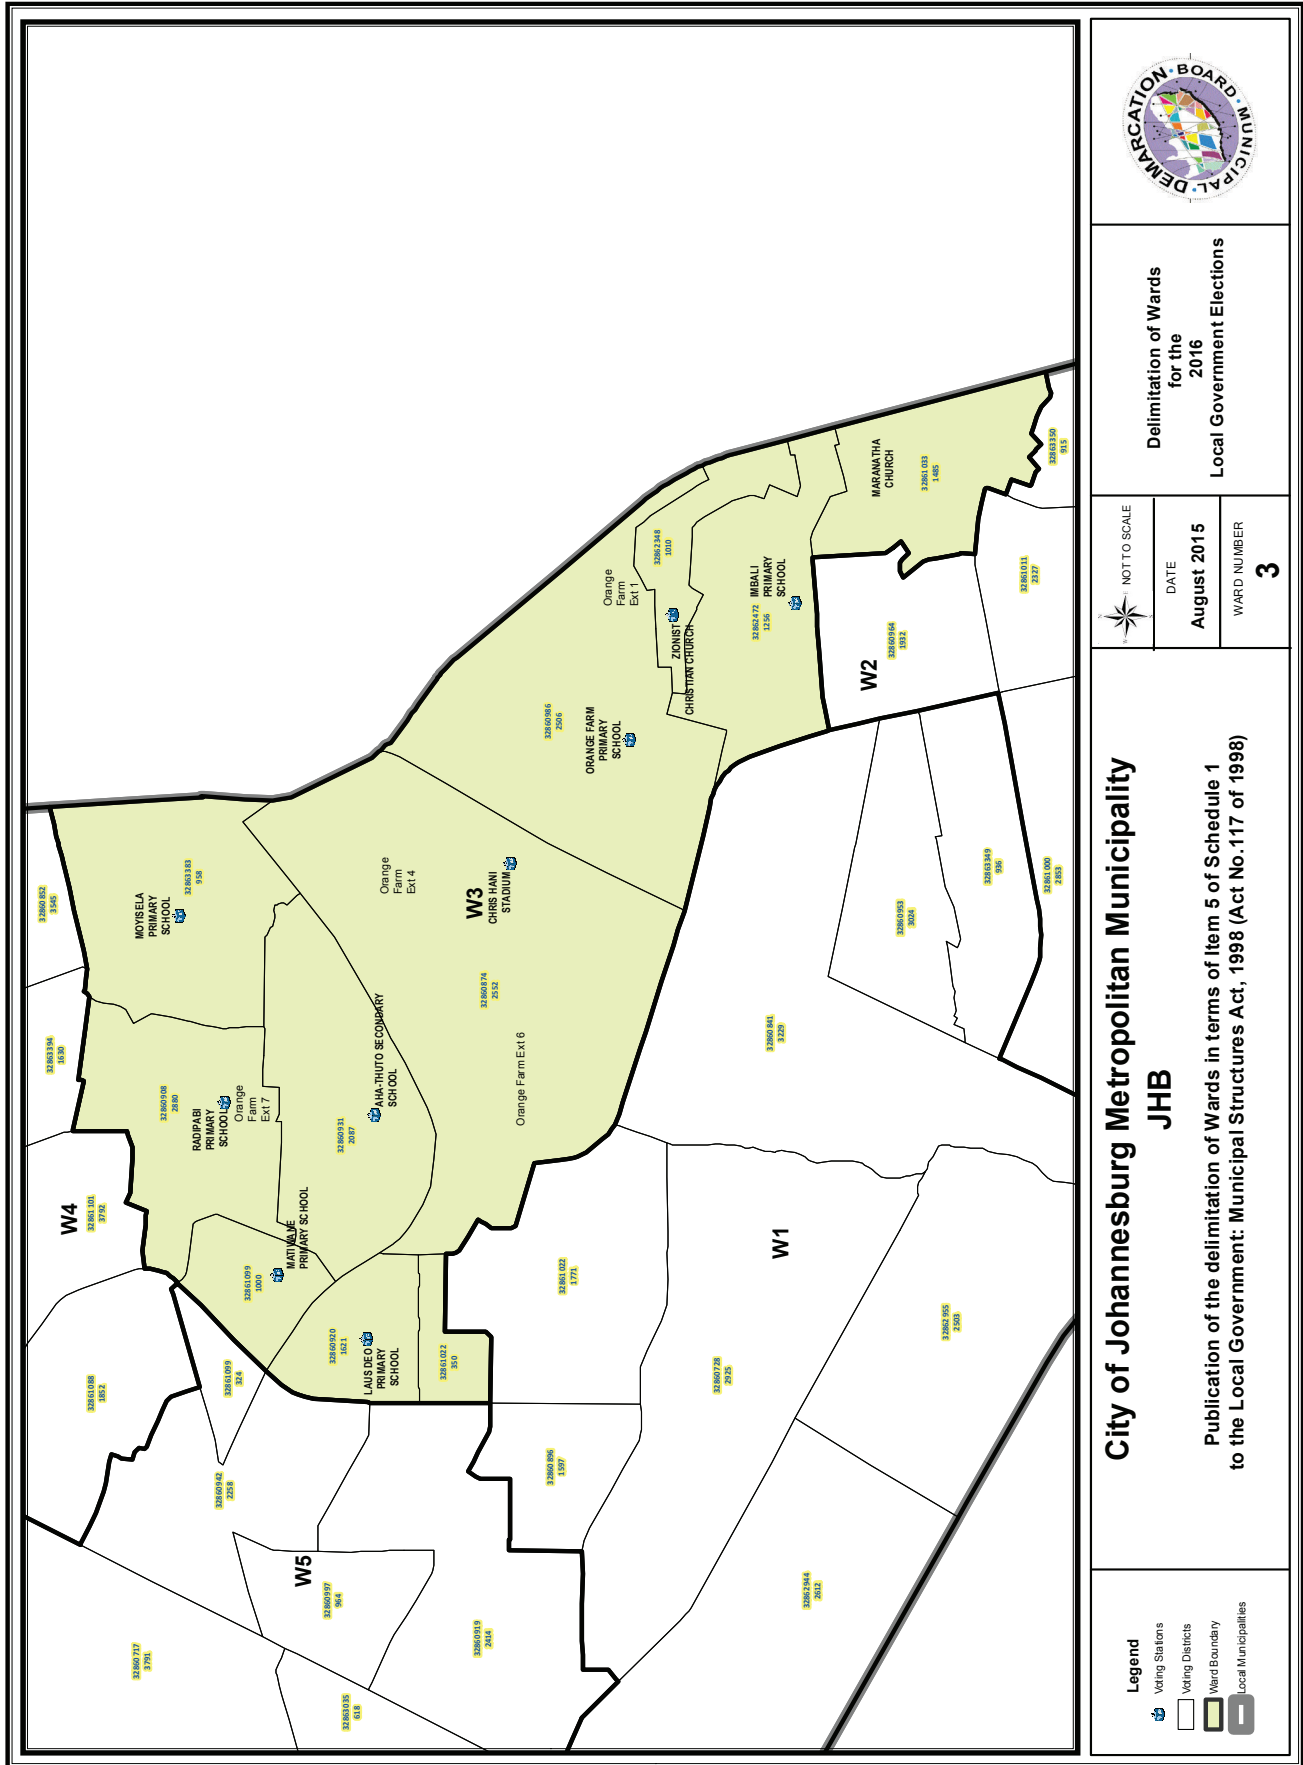 W4
W3
W2
W1
W5
32860852
3545
32863394
1630
32861101
3792
32861088
1852
32861099
324
32860942
2258
32860717
3791
32863035
618
32860997
964
32860919
2414
MOYISELA
PRIMARY
SCHOOL
32863383
958
32860908
2880
RADIPABI
PRIMARY
SCHOOL
Orange
Farm
Ext 7
32861099
1000
MATIWANE
PRIMARY SCHOOL
32860931
2087
AHA-THUTO SECONDARY
SCHOOL
32860920
1621
LAUS DEO
PRIMARY
SCHOOL
32861022
350
Orange
Farm
Ext 4
CHRIS HANI
STADIUM
32860874
2552
Orange Farm Ext 6
32860986
2506
ORANGE FARM
PRIMARY
SCHOOL
Orange
Farm
Ext 1
32862348
1010
ZIONIST
CHRISTIAN CHURCH
32862472
1256
IMBALI
PRIMARY
SCHOOL
MARANATHA
CHURCH
32861033
1485
32863350
915
32861011
2327
32860964
1932
32861000
2853
32863349
936
32860953
3024
32860841
3229
32861022
1771
32860896
1597
32860728
2925
32862955
2503
32862944
2612
Legend
Voting Stations
Voting Districts
Ward Boundary
Local Municipalities
City of Johannesburg Metropolitan Municipality
JHB
Publication of the delimitation of Wards in terms of Item 5 of Schedule 1
to the Local Government: Municipal Structures Act, 1998 (Act No.117 of 1998)
NOT TO SCALE
DATE
August 2015
WARD NUMBER
3
Delimitation of Wards
for the
2016
Local Government Elections
MUNICIPAL • DEMARCATION • BOARD •